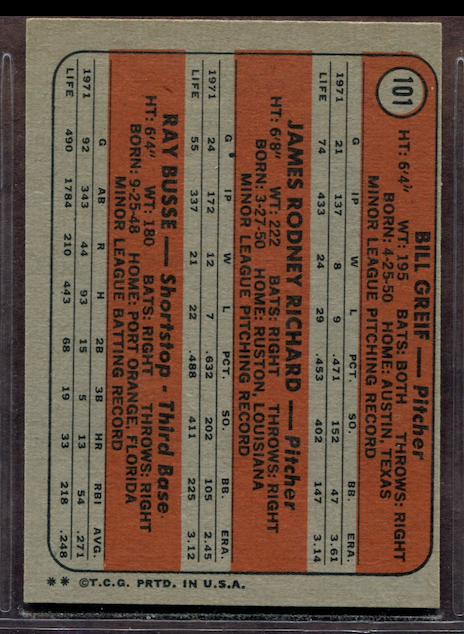 101
BILL GREIF — Pitcher
HT: 6'4" WT: 195 BATS: BOTH THROWS: RIGHT
BORN: 4-25-50 HOME: AUSTIN, TEXAS
MINOR LEAGUE PITCHING RECORD
G IP W L PCT. SO. BB. ERA.
1971 21 137 8 9 .471 152 47 3.61
LIFE 74 433 24 29 .453 402 147 3.14
JAMES RODNEY RICHARD — Pitcher
HT: 6'8" WT: 222 BATS: RIGHT THROWS: RIGHT
BORN: 3-27-50 HOME: RUSTON, LOUISIANA
MINOR LEAGUE PITCHING RECORD
G IP W L PCT. SO. BB. ERA.
1971 24 172 12 7 .632 202 105 2.45
LIFE 55 337 21 22 .488 411 225 3.12
RAY BUSSE — Shortstop - Third Base
HT: 6'4" WT: 180 BATS: RIGHT THROWS: RIGHT
BORN: 9-25-48 HOME: PORT ORANGE, FLORIDA
MINOR LEAGUE BATTING RECORD
G AB R H 2B 3B HR RBI AVG.
1971 92 343 44 93 15 5 13 54 .271
LIFE 490 1784 210 443 68 19 33 218 .248
** ©T.C.G. PRTD. IN U.S.A.